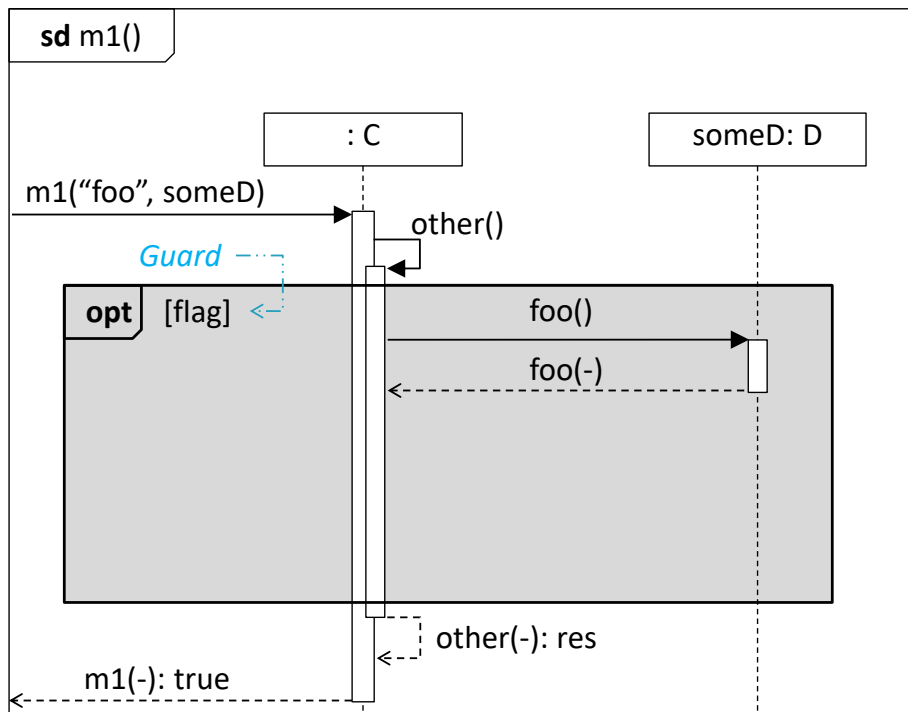 sd m1()
: C
someD: D
m1(“foo”, someD)
other()
Guard
opt [flag]
foo()
foo(-)
other(-): res
m1(-): true